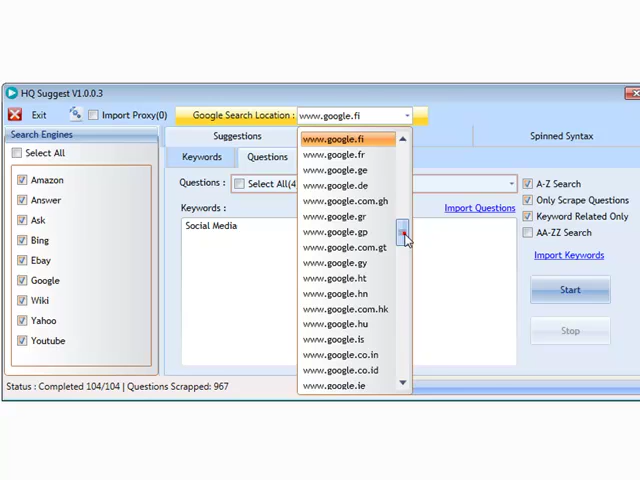 HQ Suggest V1.0.0.3
Exit
Import Proxy(0)
Google Search Location :
www.google.fi
Search Engines
Select All
Amazon
Answer
Ask
Bing
Ebay
Google
Wiki
Yahoo
Youtube
Suggestions
Spinned Syntax
Keywords
Questions
Questions :
Select All(4
Keywords :
Import Questions
Social Media
www.google.fi
www.google.fr
www.google.ge
www.google.de
www.google.com.gh
www.google.gr
www.google.gp
www.google.com.gt
www.google.gy
www.google.ht
www.google.hn
www.google.com.hk
www.google.hu
www.google.is
www.google.co.in
www.google.co.id
www.google.ie
A-Z Search
Only Scrape Questions
Keyword Related Only
AA-ZZ Search
Import Keywords
Start
Stop
Status : Completed 104/104 | Questions Scrapped: 967